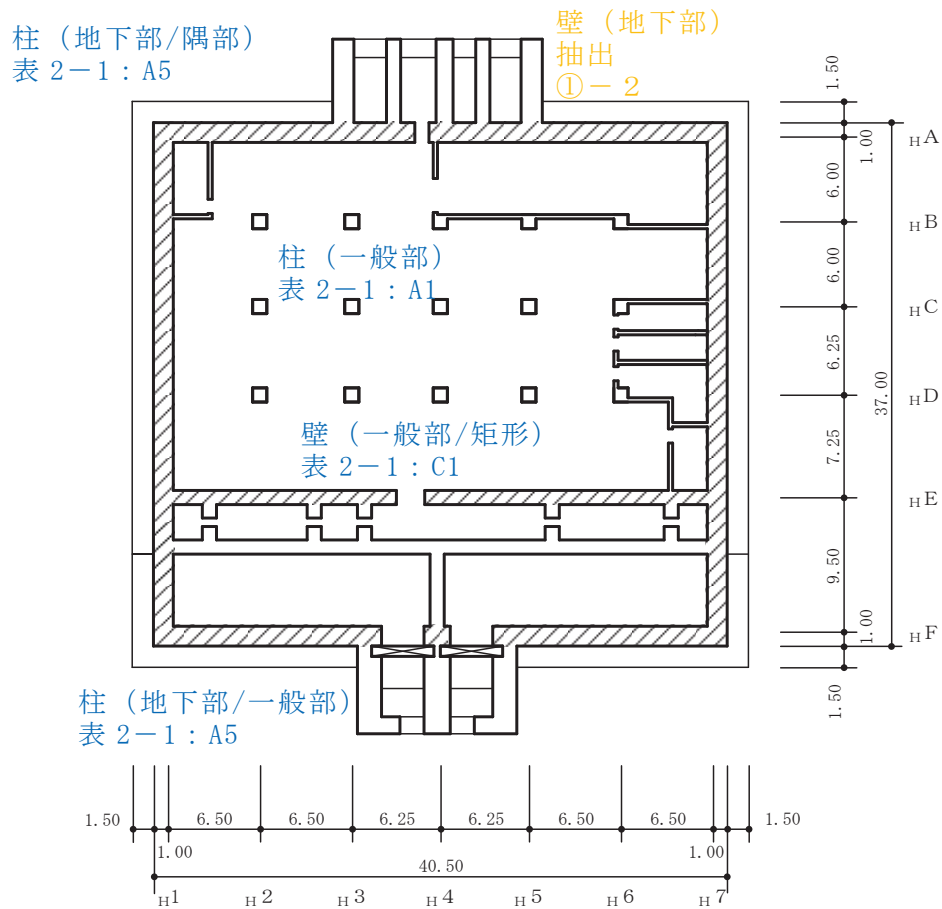 柱（地下部/隅部）
表 2－1：A5
壁（地下部）
抽出
①－2
柱（一般部）
表 2－1：A1
壁（一般部/矩形）
表 2－1：C1
柱（地下部/一般部）
表 2－1：A5
1.50
1.00
6.00
6.00
6.25
7.25
9.50
1.00
1.50
37.00
HA
HB
HC
HD
HE
HF
1.50 6.50 6.50 6.25 6.25 6.50 6.50 1.50
1.00 1.00
40.50
H1 H2 H3 H4 H5 H6 H7